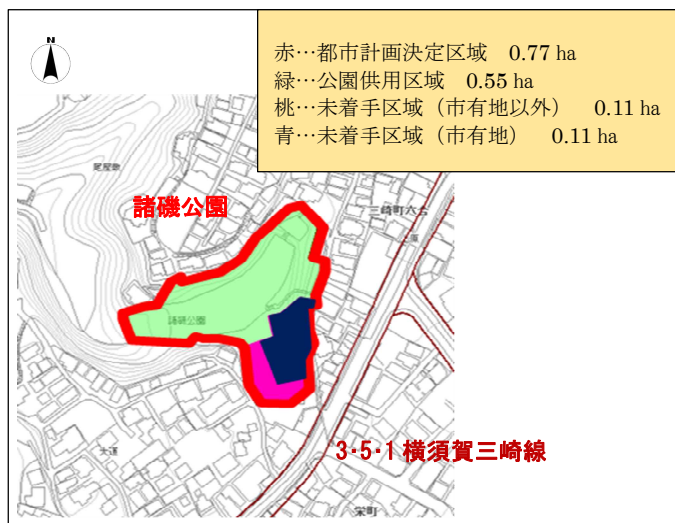 N
赤…都市計画決定区域 0.77 ha
緑…公園供用区域 0.55 ha
桃…未着手区域（市有地以外） 0.11 ha
青…未着手区域（市有地） 0.11 ha
諸磯公園
三崎町六合
諸磯公園
3・5・1 横須賀三崎線
栄町